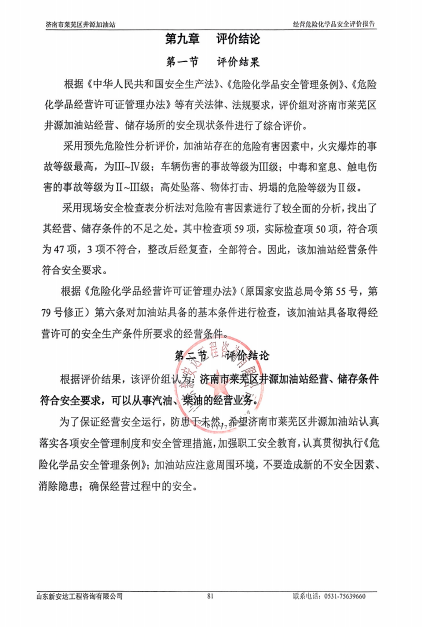 济南市莱芜区井源加油站 经营危险化学品安全评价报告
第九章 评价结论
第一节 评价结果
根据《中华人民共和国安全生产法》、《危险化学品安全管理条例》、《危险
化学品经营许可证管理办法》等有关法律、法规要求，评价组对济南市莱芜区
井源加油站经营、储存场所的安全现状条件进行了综合评价。
采用预先危险性分析评价，加油站存在的危险有害因素中，火灾爆炸的事
故等级最高，为Ⅲ~Ⅳ级；车辆伤害的事故等级为Ⅲ级；中毒和窒息、触电伤
害的事故等级为Ⅱ~Ⅲ级；高处坠落、物体打击、坍塌的危险等级为Ⅱ级。
采用现场安全检查表分析法对危险有害因素进行了较全面的分析，找出了
其经营、储存条件的不足之处。其中检查项 59 项，实际检查项 50 项，符合项
为 47 项，3 项不符合，整改后经复查，全部符合。因此，该加油站经营条件
符合安全要求。
根据《危险化学品经营许可证管理办法》（原国家安监总局令第 55 号，第
79 号修正）第六条对加油站具备的基本条件进行检查，该加油站具备取得经
营许可的安全生产条件所要求的经营条件。
第二节 评价结论
根据评价结果，该评价组认为：济南市莱芜区井源加油站经营、储存条件
符合安全要求，可以从事汽油、柴油的经营业务。
为了保证经营安全运行，防患于未然，希望济南市莱芜区井源加油站认真
落实各项安全管理制度和安全管理措施，加强职工安全教育，认真贯彻执行《危
险化学品安全管理条例》；加油站应注意周围环境，不要造成新的不安全因素、
消除隐患；确保经营过程中的安全。
山东新安达工程咨询有限公司 81 联系电话：0531-75639660